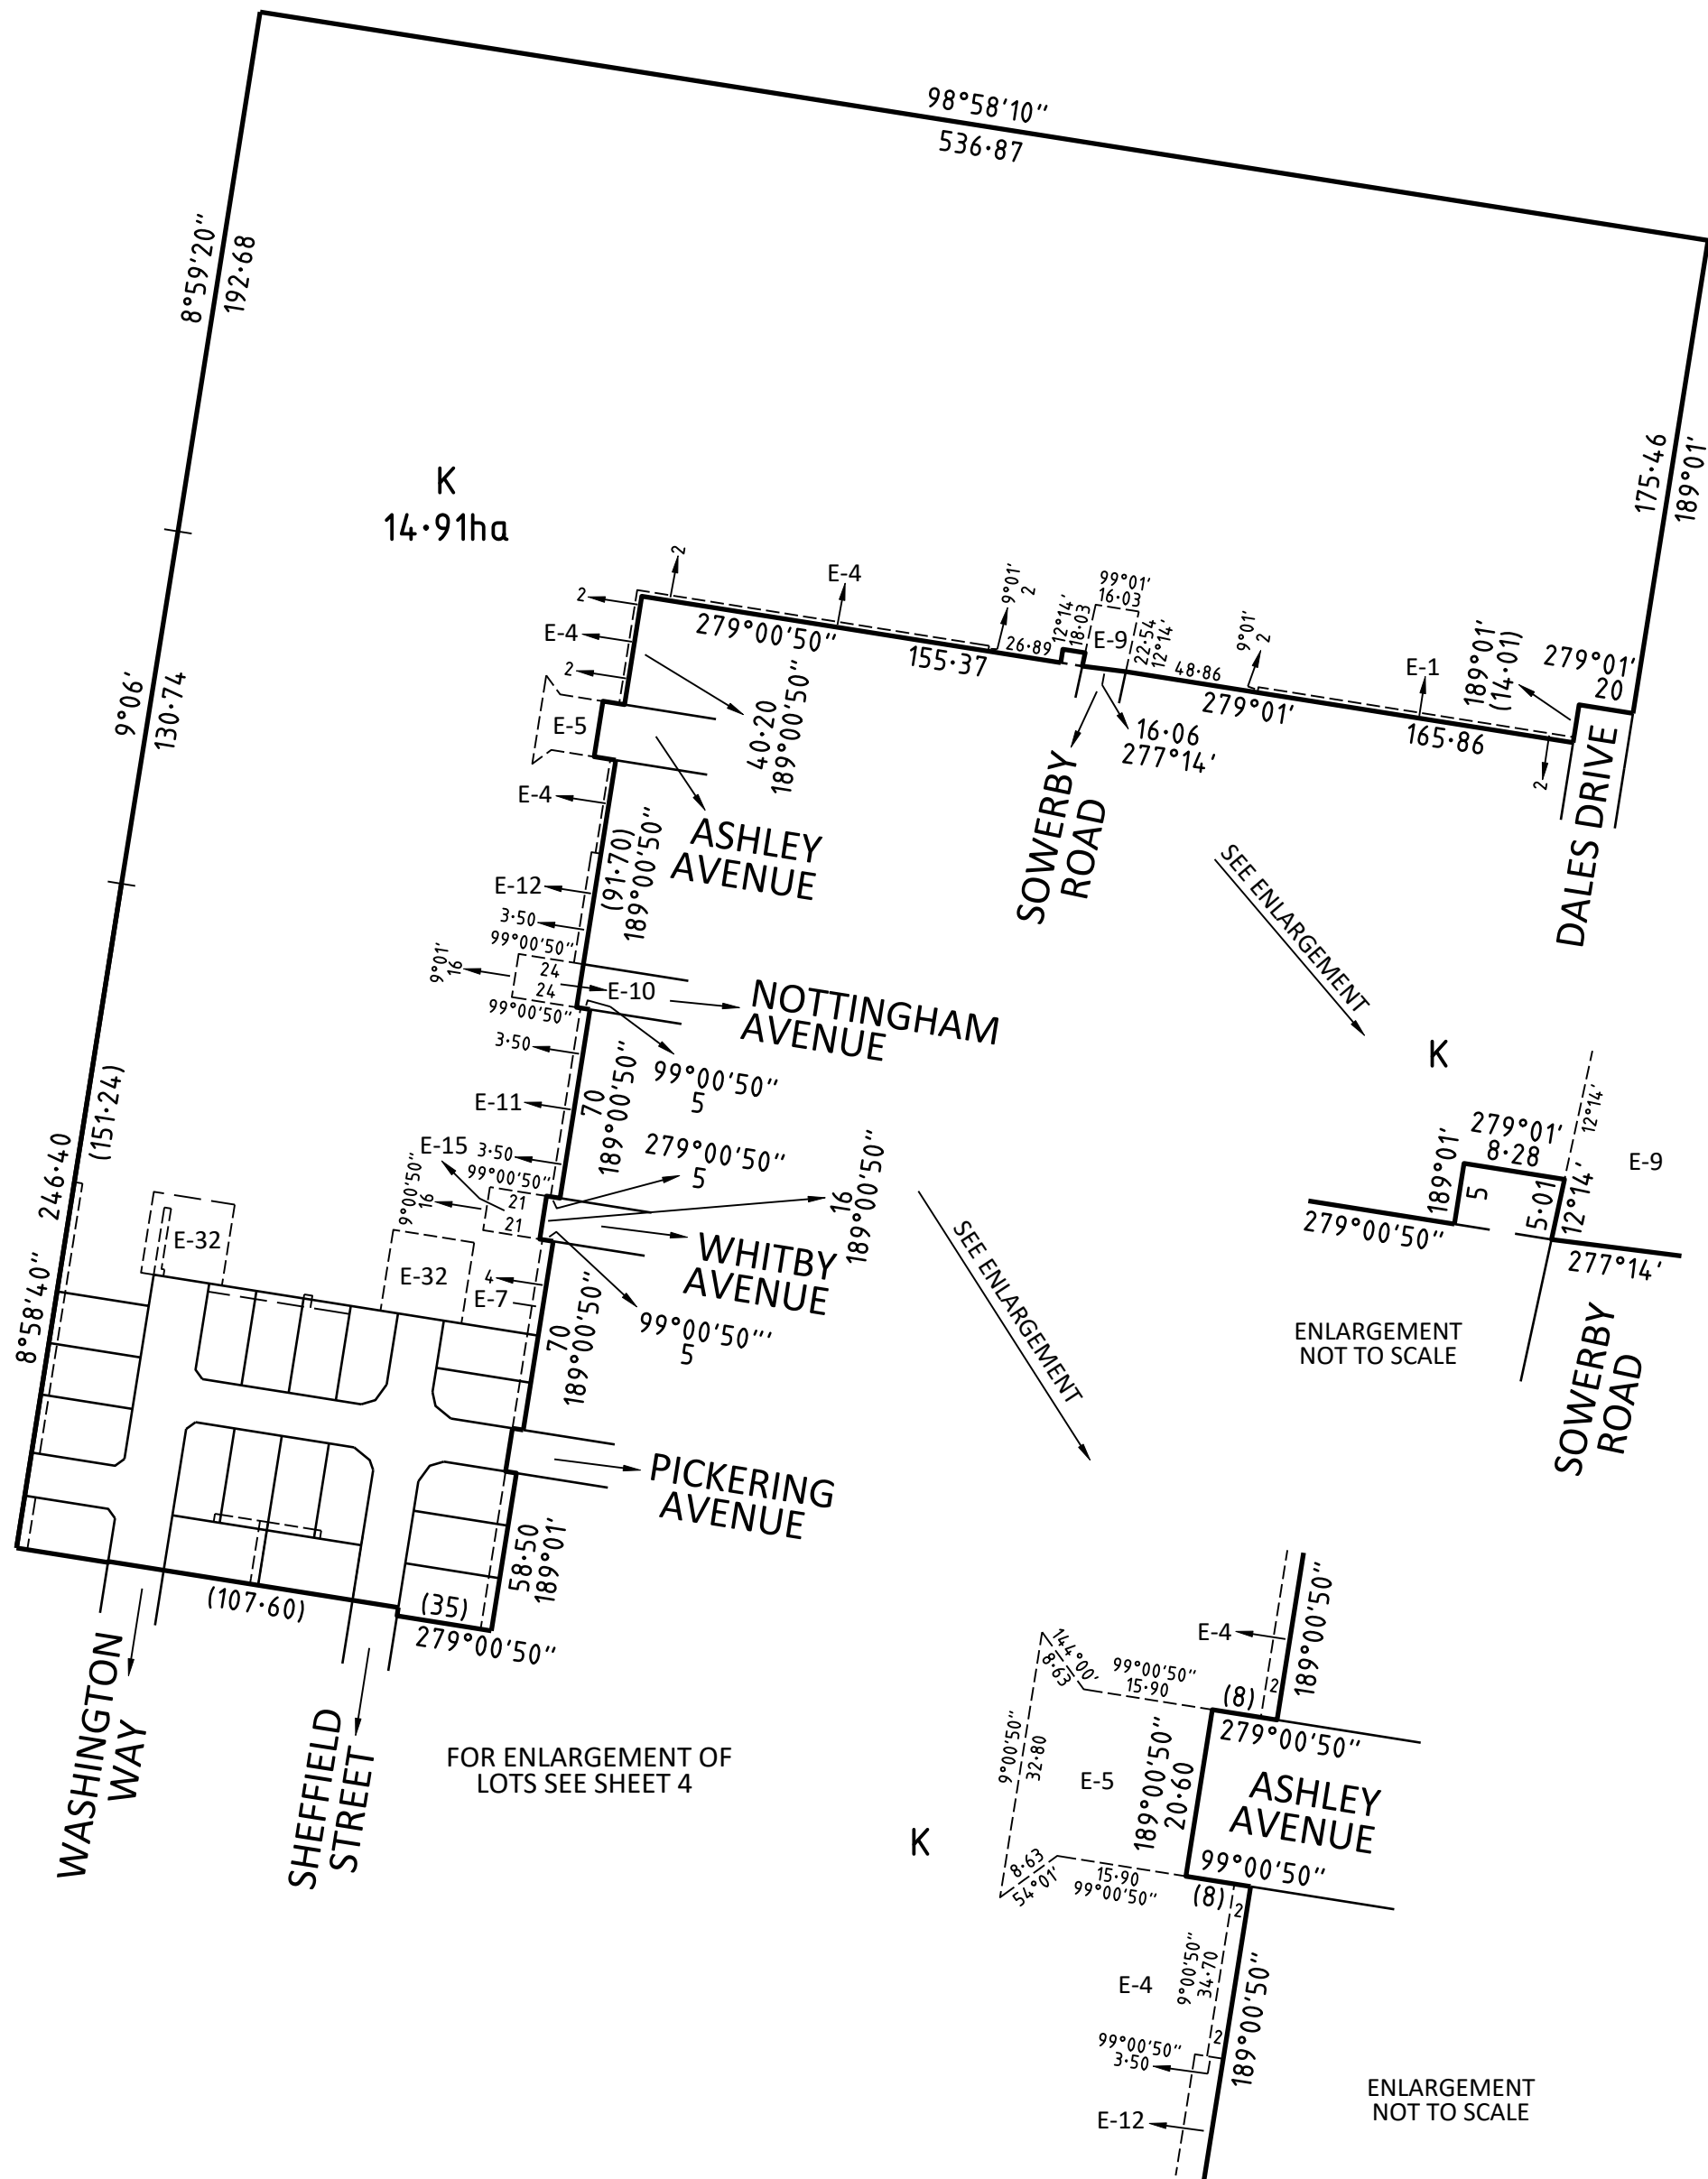 98°58'10"
536·87
8°59'20"
192·68
175·46
189°01'
K
14·91ha
9°06'
130·74
2
2
E-4
E-4
2
279°00'50"
155·37
9°01'
2
26·89
12°14'
18·03
99°01'
16·03
E-9
22·54
12°14'
48·86
9°01'
2
279°01'
E-1
165·86
189°01'
(14·01)
279°01'
20
2
E-5
40·20
189°00'50"
16·06
277°14'
SOWERBY
ROAD
DALES DRIVE
E-4
ASHLEY
AVENUE
(91·70)
189°00'50"
E-12
3·50
99°00'50"
9°01'
16
24
24
99°00'50"
E-10
NOTTINGHAM
AVENUE
SEE ENLARGEMENT
3·50
99°00'50"
5
E-11
70
189°00'50"
246·40
(151·24)
8°58'40"
E-15
3·50
99°00'50"
9°00'50"
16
21
21
279°00'50"
5
16
189°00'50"
WHITBY
AVENUE
E-32
E-32
4
E-7
70
189°00'50"
99°00'50"'
5
SEE ENLARGEMENT
K
279°01'
8·28
189°01'
5
5·01
12°14'
12°14'
E-9
279°00'50"
277°14'
ENLARGEMENT
NOT TO SCALE
SOWERBY
ROAD
PICKERING
AVENUE
58·50
189°01'
(107·60)
(35)
279°00'50"
WASHINGTON
WAY
SHEFFIELD
STREET
FOR ENLARGEMENT OF
LOTS SEE SHEET 4
E-4
189°00'50"
144°00'
8·63
99°00'50"
15·90
(8)
2
279°00'50"
9°00'50"
32·80
E-5
189°00'50"
20·60
ASHLEY
AVENUE
K
8·63
54°01'
15·90
99°00'50"
99°00'50"
(8)
2
E-4
9°00'50"
34·70
189°00'50"
99°00'50"
3·50
2
E-12
ENLARGEMENT
NOT TO SCALE